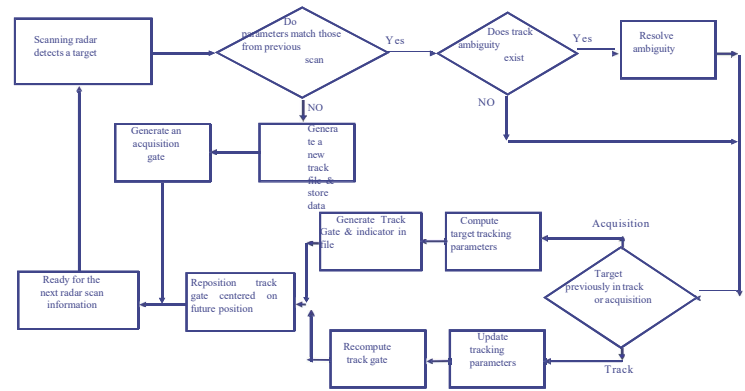 Scanning radar
detects a target
Do
parameters match those
from previous
scan
Yes
Does track
ambiguity
exist
Yes
Resolve
ambiguity
NO
NO
Generate an
acquisition
gate
Genera
te a
new
track
file &
store
data
Generate Track
Gate & indicator in
file
Compute
target tracking
parameters
Acquisition
Target
previously in track
or acquisition
Ready for the
next radar scan
information
Reposition track
gate centered on
future position
Recompute
track gate
Update
tracking
parameters
Track